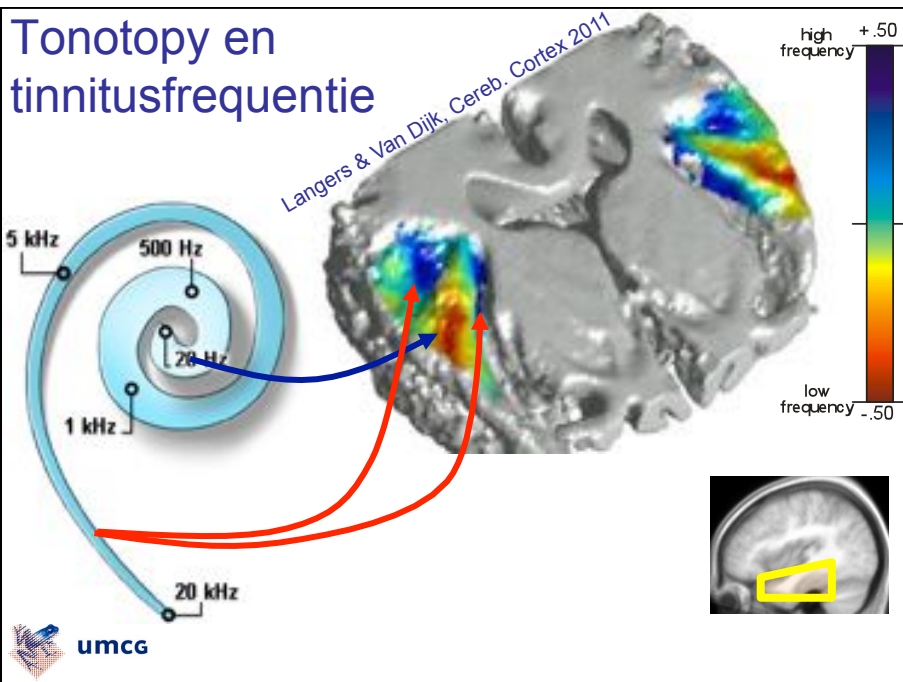 Tonotopy en
tinnitusfrequentie
Langers & Van Dijk, Cereb. Cortex 2011
high
frequency
+.50
5 kHz
500 Hz
20 Hz
1 kHz
low
frequency
-.50
20 kHz
umcg